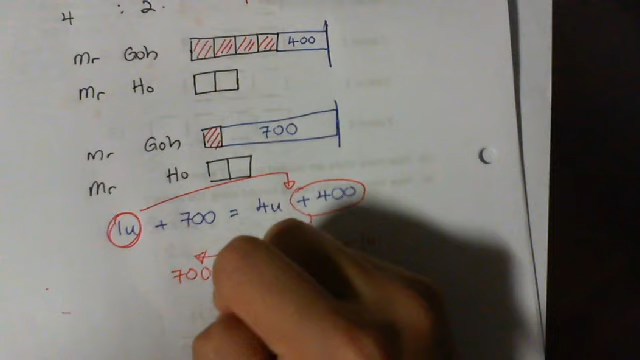 4 : 2.
Mr Goh 400
Mr Ho
Mr Goh 700
Mr Ho
1u + 700 = 4u + 400
700